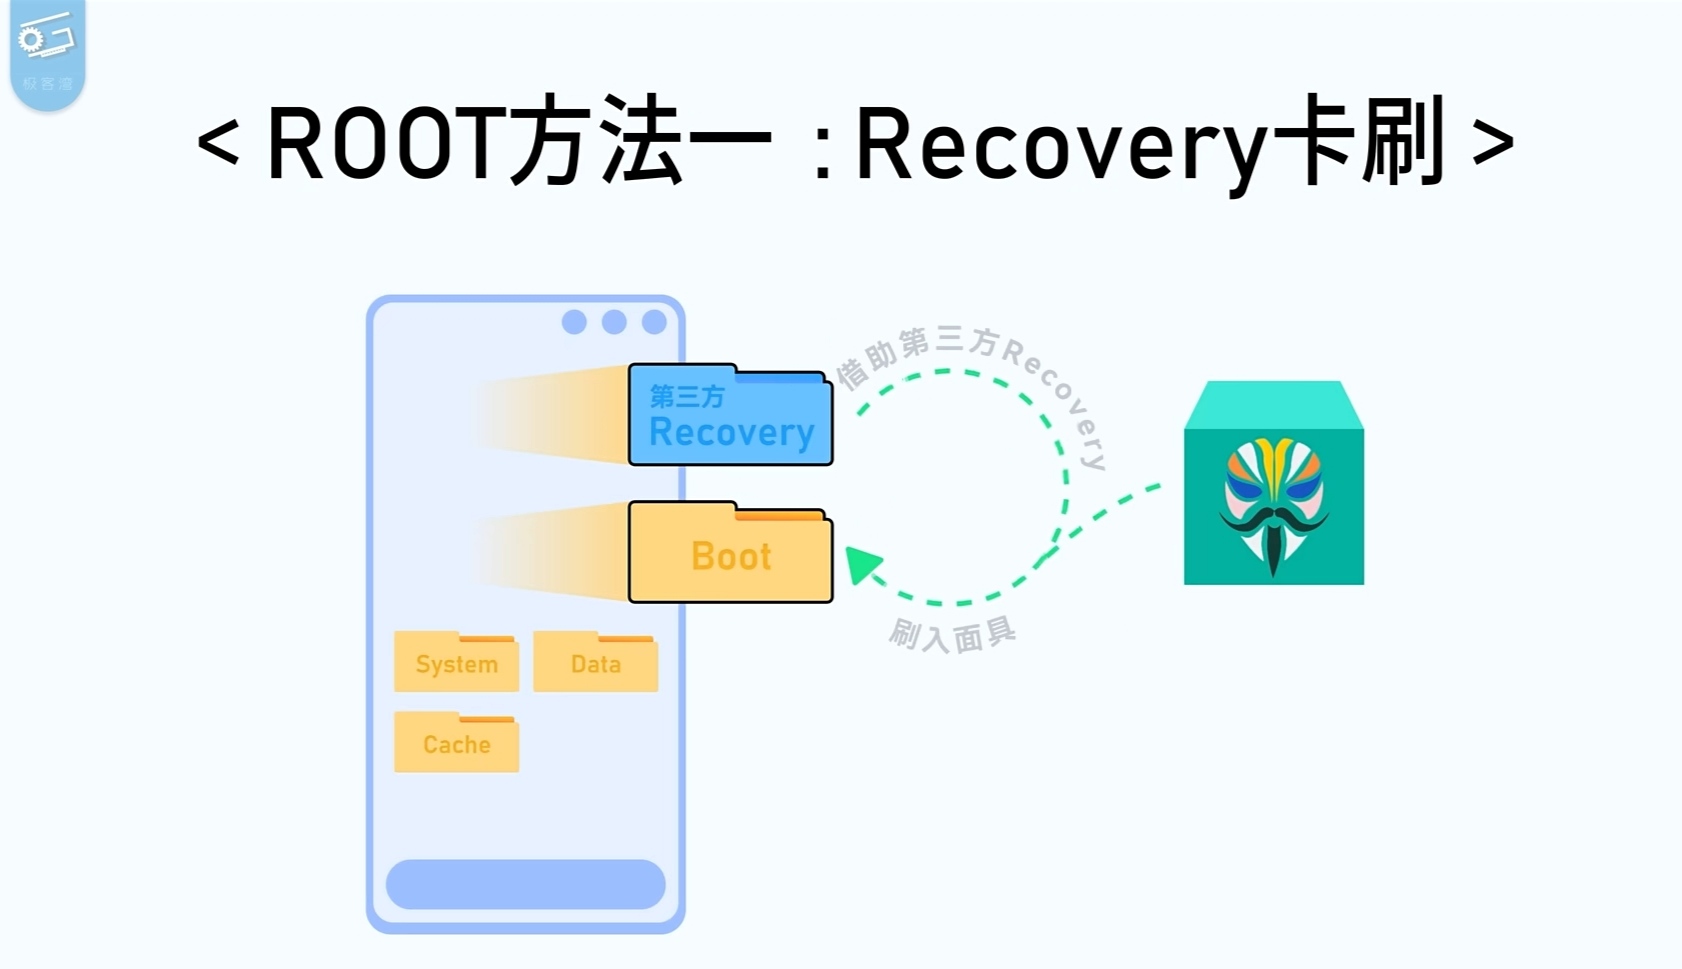 极客湾
< ROOT方法一：Recovery卡刷 >
第三方
Recovery
借助第三方Recovery
Boot
刷入面具
System
Data
Cache